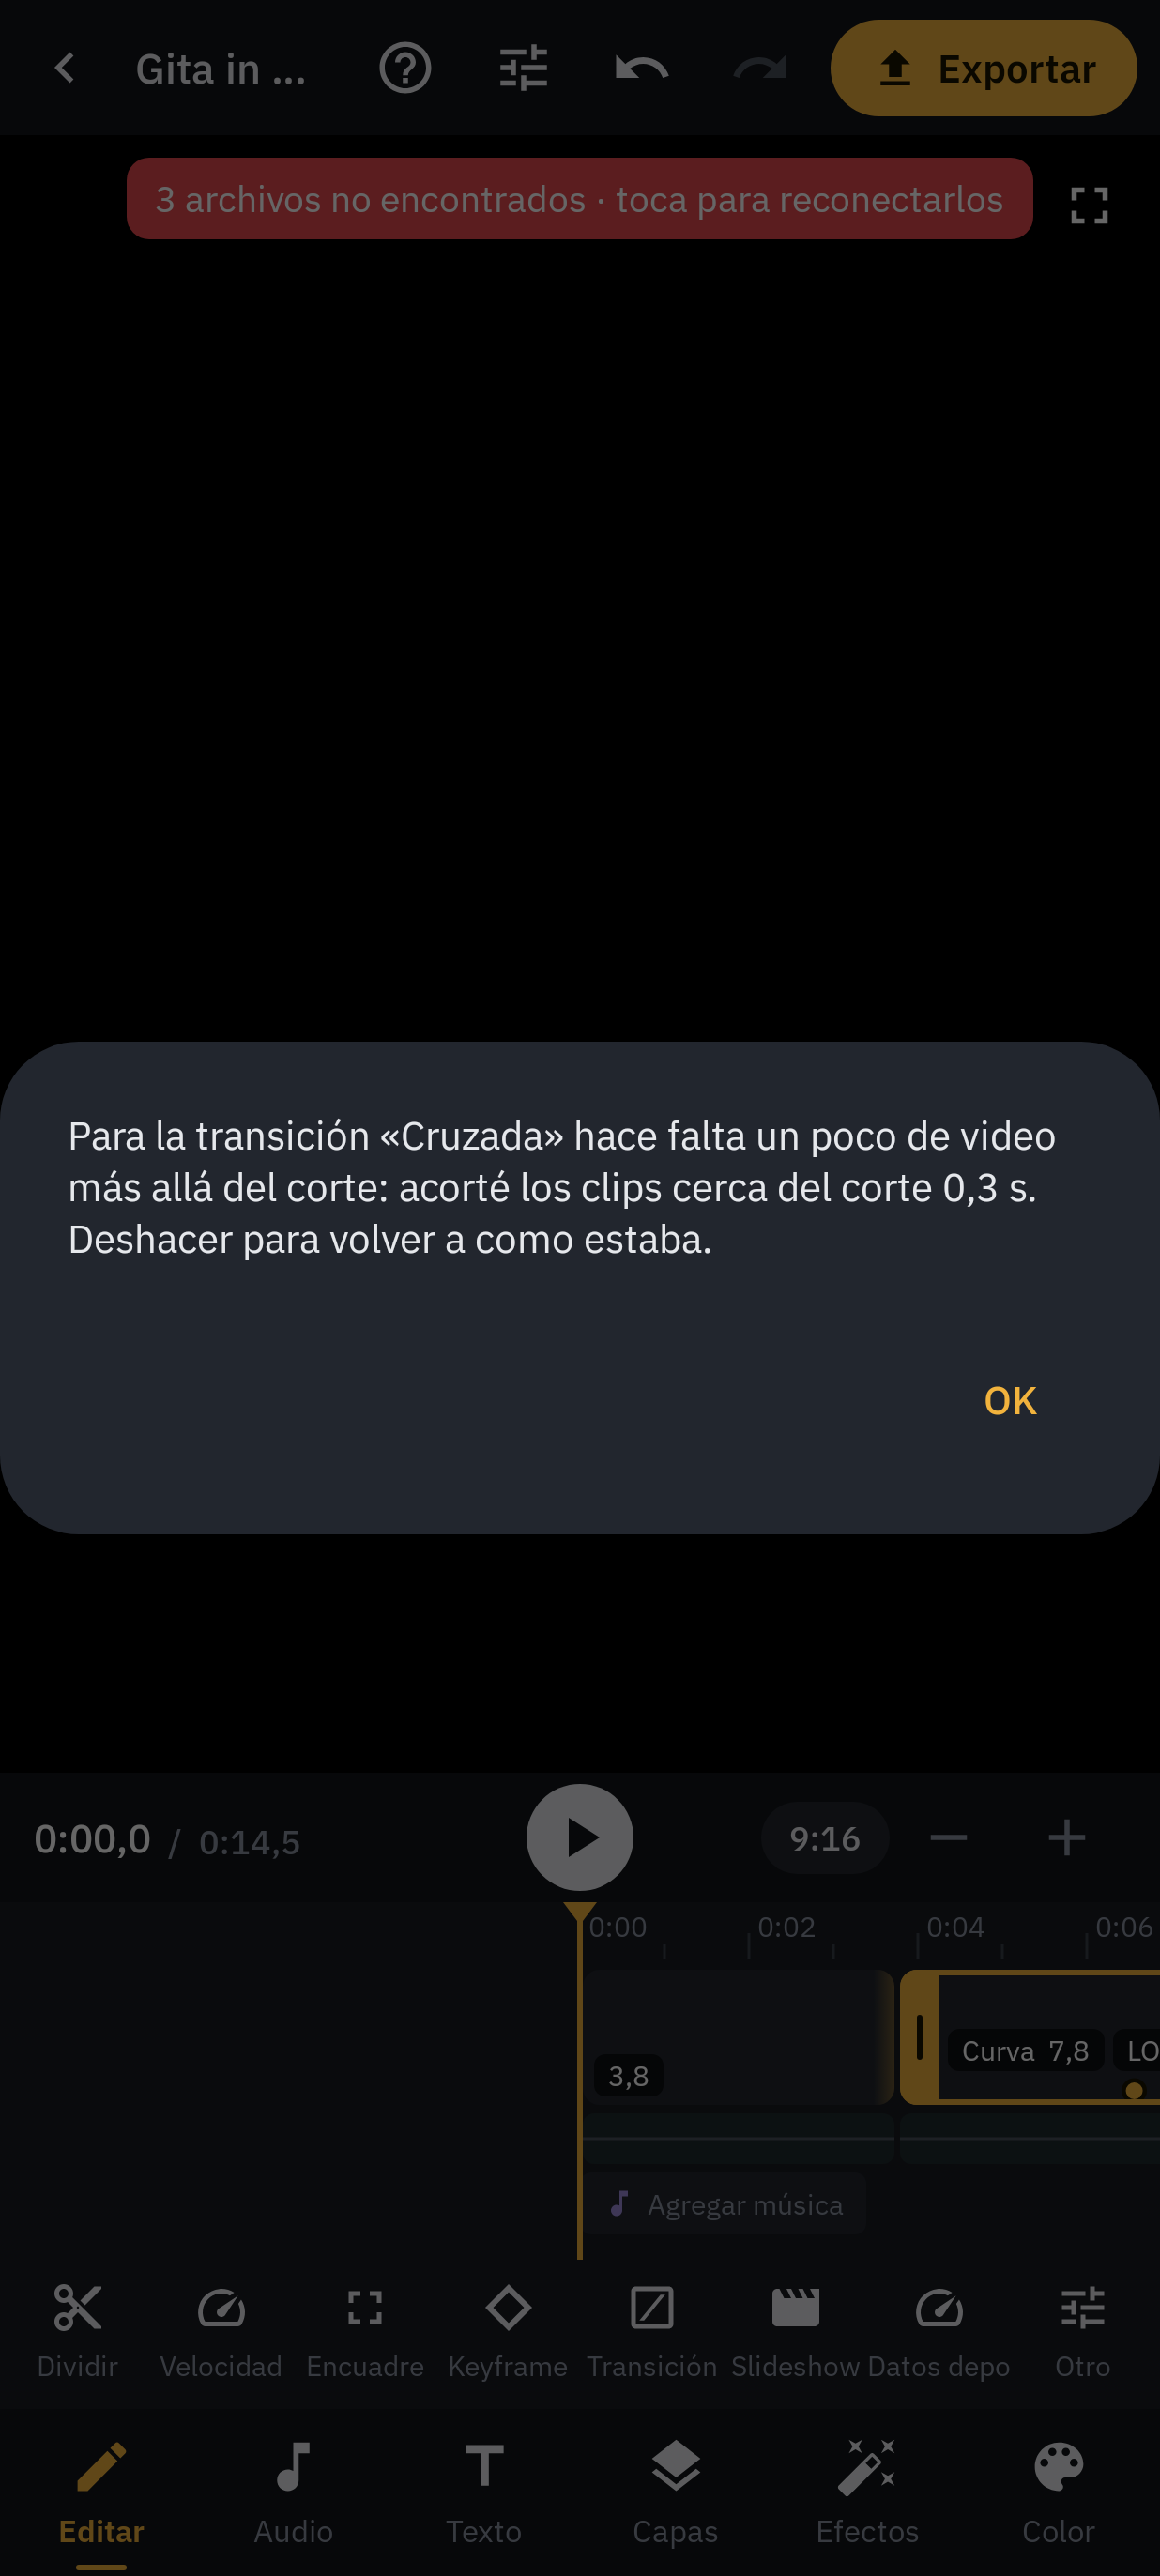 Gita in ...
Exportar
3 archivos no encontrados · toca para reconectarlos
Para la transición «Cruzada» hace falta un poco de video
más allá del corte: acorté los clips cerca del corte 0,3 s.
Deshacer para volver a como estaba.
OK
0:00,0 / 0:14,5
9:16
0:00 0:02 0:04 0:06
3,8
Curva 7,8
LO
Agregar música
Dividir Velocidad Encuadre Keyframe Transición Slideshow Datos depo Otro
Editar Audio Texto Capas Efectos Color